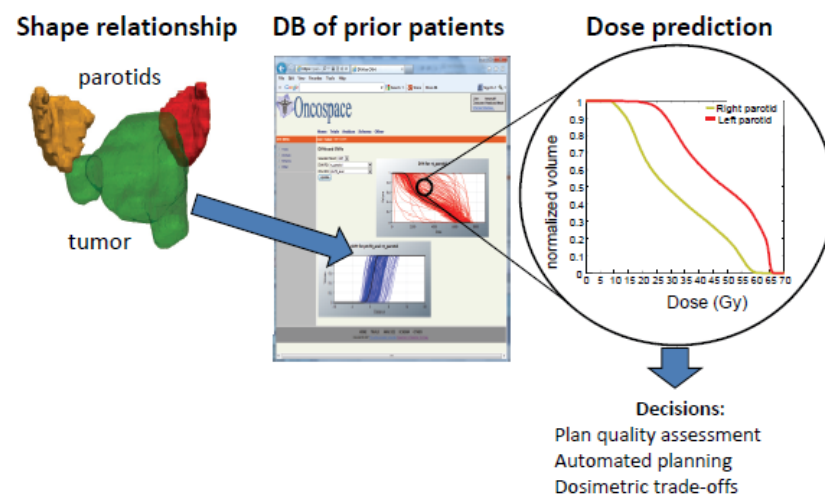 Shape relationship
DB of prior patients
Dose prediction
parotids
tumor
Oncospace
normalized volume
1
0.9
0.8
0.7
0.6
0.5
0.4
0.3
0.2
0.1
0
Right parotid
Left parotid
0 5 10 15 20 25 30 35 40 45 50 55 60 65 70
Dose (Gy)
Decisions:
Plan quality assessment
Automated planning
Dosimetric trade-offs